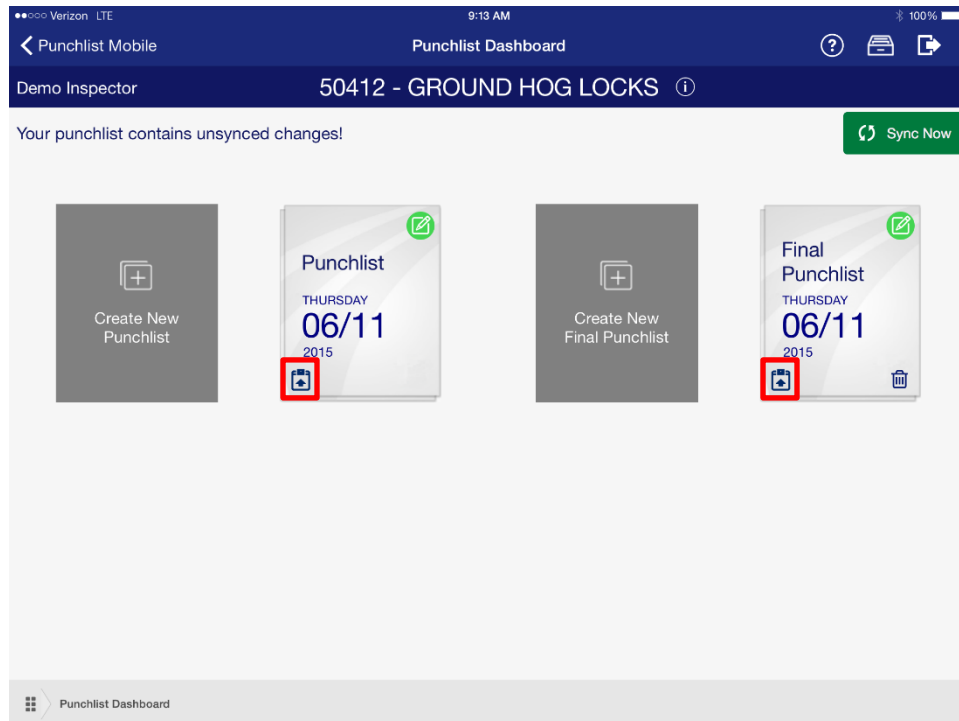 Verizon LTE
9:13 AM
100%
Punchlist Mobile
Punchlist Dashboard
Demo Inspector
50412 - GROUND HOG LOCKS
Your punchlist contains unsynced changes!
Sync Now
Create New
Punchlist
Punchlist
THURSDAY
06/11
2015
Create New
Final Punchlist
Final
Punchlist
THURSDAY
06/11
2015
Punchlist Dashboard